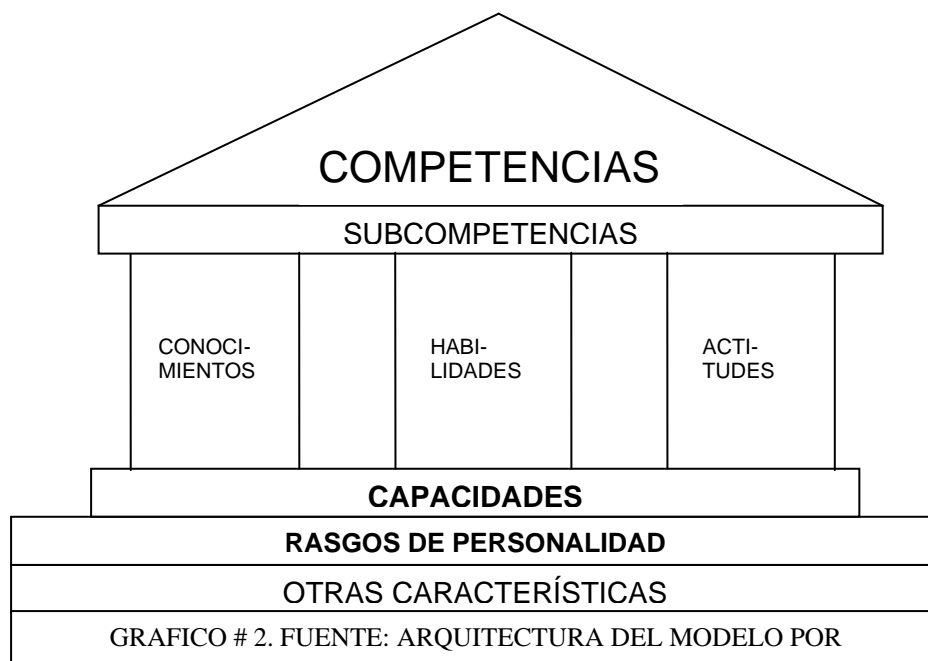 COMPETENCIAS
SUBCOMPETENCIAS
CONOCI-
MIENTOS
HABI-
LIDADES
ACTI-
TUDES
CAPACIDADES
RASGOS DE PERSONALIDAD
OTRAS CARACTERÍSTICAS
GRAFICO # 2. FUENTE: ARQUITECTURA DEL MODELO POR